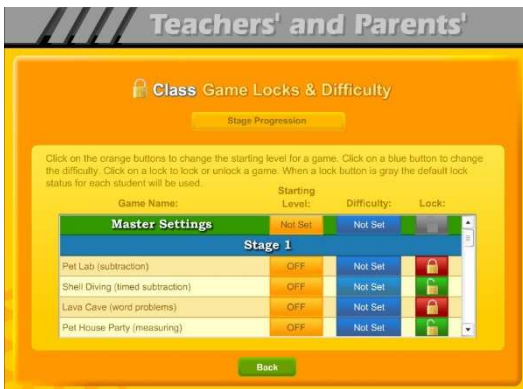 Teachers' and Parents'
Class Game Locks & Difficulty
Stage Progression
Click on the orange buttons to change the starting level for a game. Click on a blue button to change
the difficulty. Click on a lock to lock or unlock a game. When a lock button is gray the default lock
status for each student will be used.
Game Name: Starting Level: Difficulty: Lock:
Master Settings Not Set Not Set
Stage 1
Pet Lab (subtraction) OFF Not Set
Shell Diving (timed subtraction) OFF Not Set
Lava Cave (word problems) OFF Not Set
Pet House Party (measuring) OFF Not Set
Back